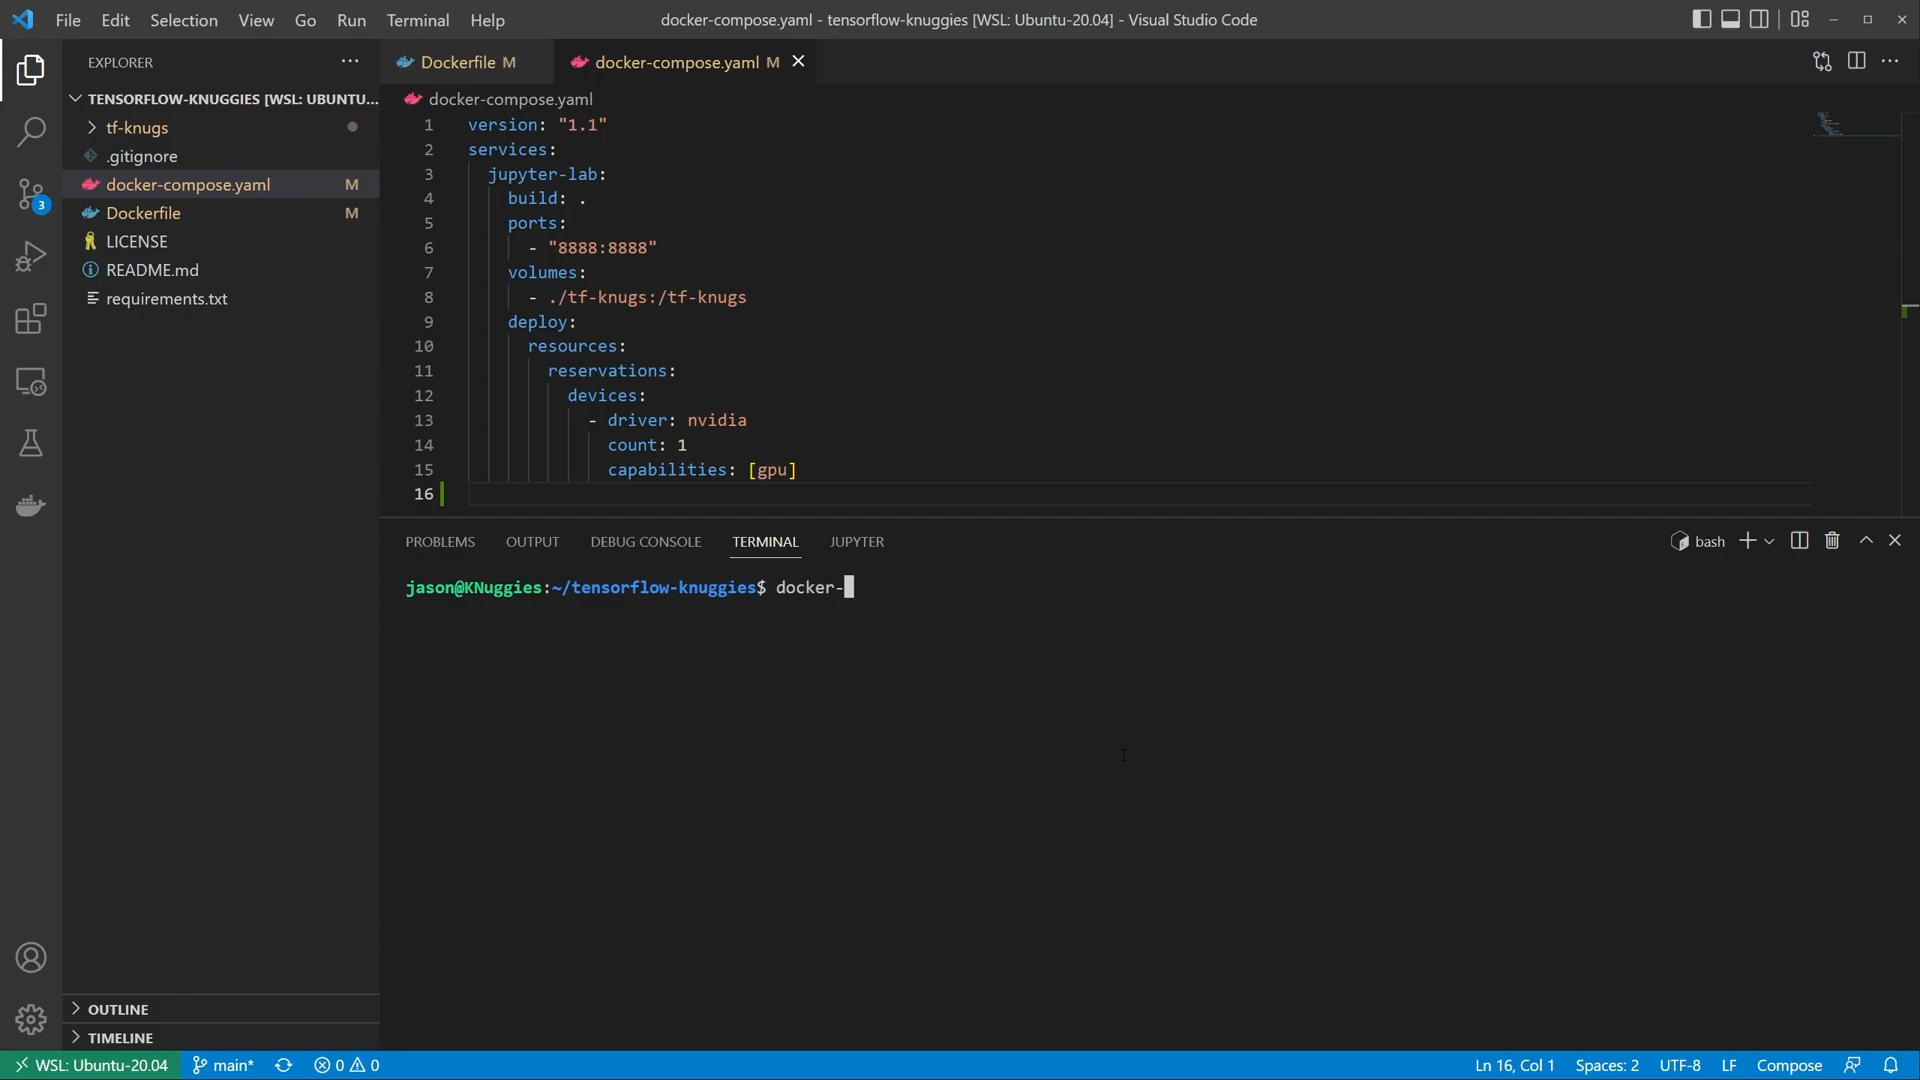 File Edit Selection View Go Run Terminal Help
docker-compose.yaml - tensorflow-knuggies [WSL: Ubuntu-20.04] - Visual Studio Code
EXPLORER
Dockerfile M
docker-compose.yaml M
TENSORFLOW-KNUGGIES [WSL: UBUNTU...
tf-knugs
.gitignore
docker-compose.yaml M
Dockerfile M
LICENSE
README.md
requirements.txt
3
docker-compose.yaml
1 version: "1.1"
2 services:
3 jupyter-lab:
4 build: .
5 ports:
6 - "8888:8888"
7 volumes:
8 - ./tf-knugs:/tf-knugs
9 deploy:
10 resources:
11 reservations:
12 devices:
13 - driver: nvidia
14 count: 1
15 capabilities: [gpu]
16
PROBLEMS OUTPUT DEBUG CONSOLE TERMINAL JUPYTER
bash
jason@KNuggies:~/tensorflow-knuggies$ docker-
OUTLINE
TIMELINE
WSL: Ubuntu-20.04 main* 0 0
Ln 16, Col 1 Spaces: 2 UTF-8 LF Compose